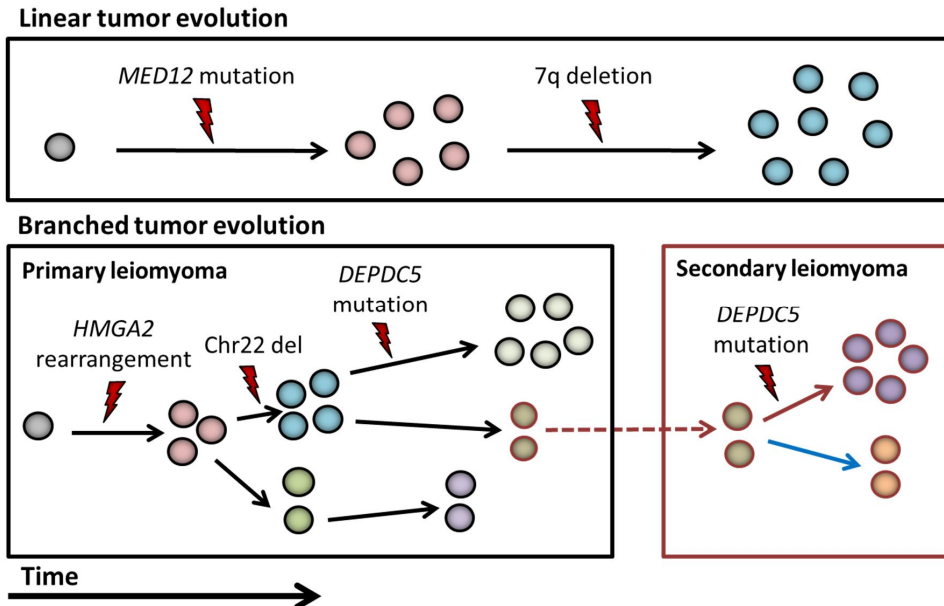 Linear tumor evolution
MED12 mutation
7q deletion
Branched tumor evolution
Primary leiomyoma
HMGA2
rearrangement
Chr22 del
DEPDC5
mutation
Secondary leiomyoma
DEPDC5
mutation
Time